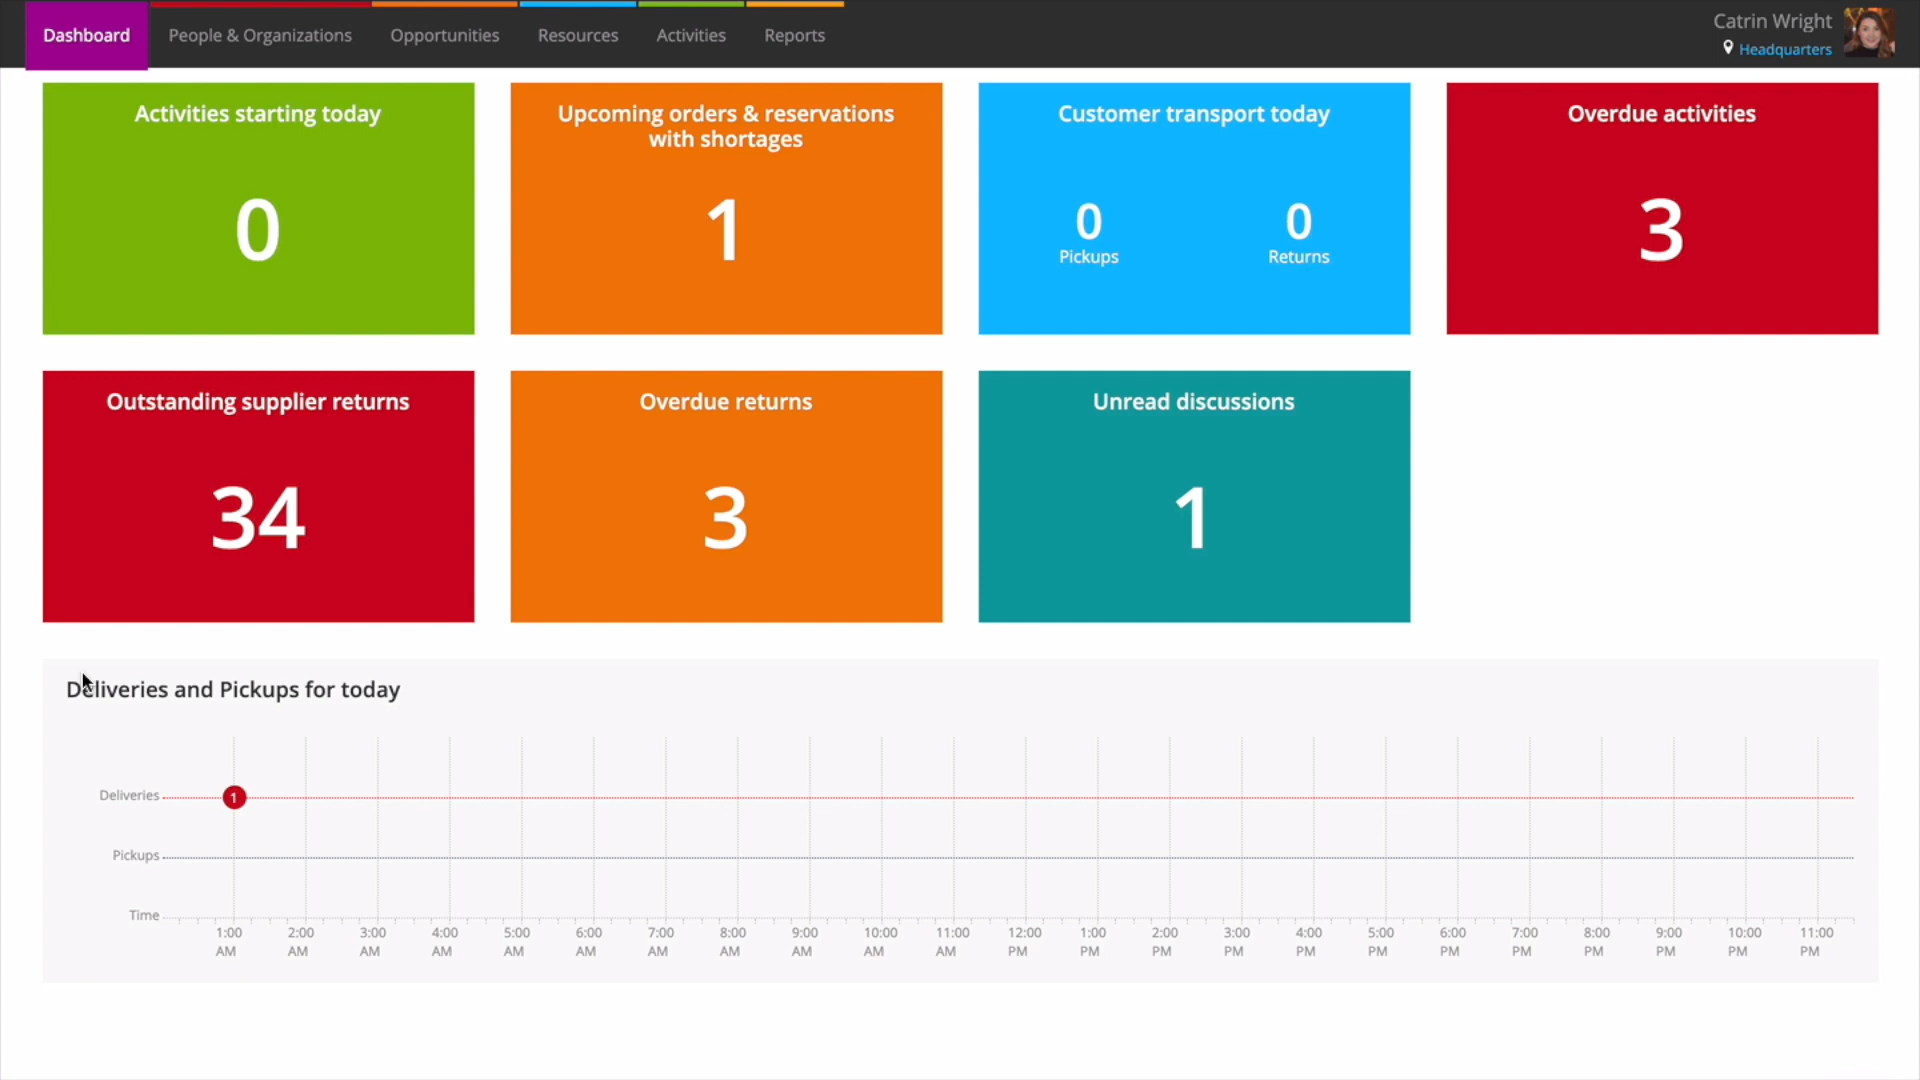 Dashboard
People & Organizations
Opportunities
Resources
Activities
Reports
Catrin Wright
Headquarters
Activities starting today
0
Upcoming orders & reservations
with shortages
1
Customer transport today
0
Pickups
0
Returns
Overdue activities
3
Outstanding supplier returns
34
Overdue returns
3
Unread discussions
1
Deliveries and Pickups for today
Deliveries
1
Pickups
Time
1:00 2:00 3:00 4:00 5:00 6:00 7:00 8:00 9:00 10:00 11:00 12:00 1:00 2:00 3:00 4:00 5:00 6:00 7:00 8:00 9:00 10:00 11:00
AM AM AM AM AM AM AM AM AM AM AM PM PM PM PM PM PM PM PM PM PM PM PM